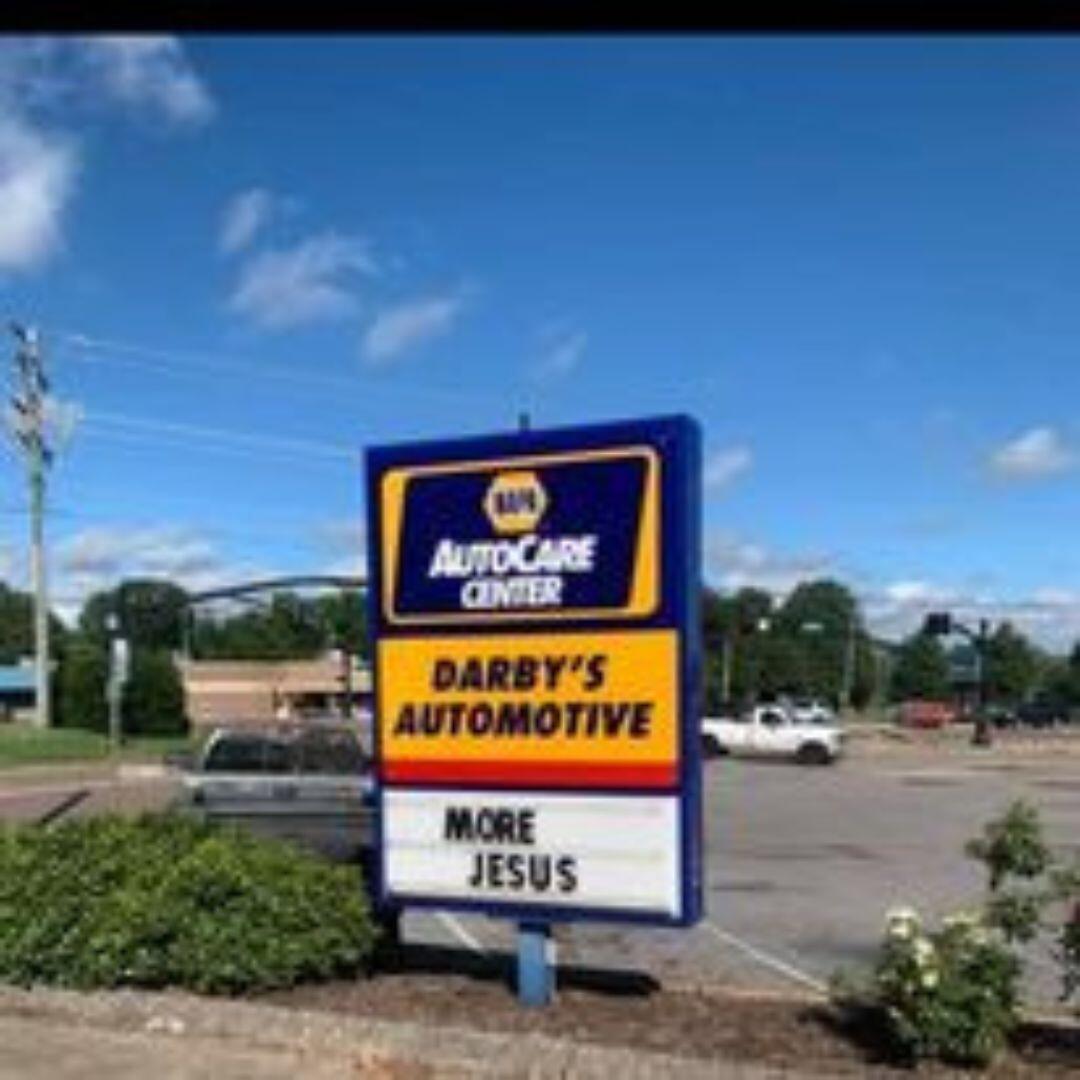 NAPA
AUTOCARE
CENTER
DARBY'S
AUTOMOTIVE
MORE
JESUS